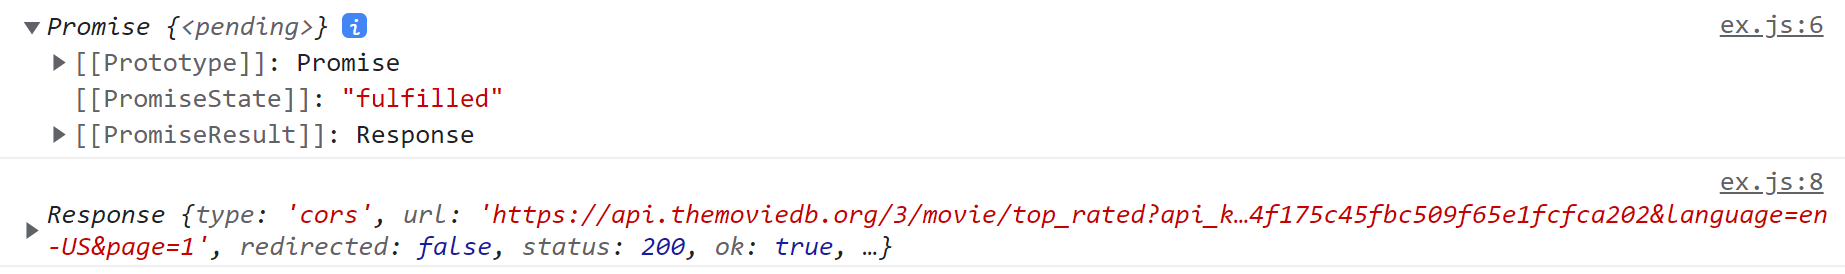 Promise {<pending>} i ex.js:6
[[Prototype]]: Promise
[[PromiseState]]: "fulfilled"
[[PromiseResult]]: Response
ex.js:8
Response {type: 'cors', url: 'https://api.themoviedb.org/3/movie/top_rated?api_k…4f175c45fbc509f65e1fcfca202&language=en
-US&page=1', redirected: false, status: 200, ok: true, …}